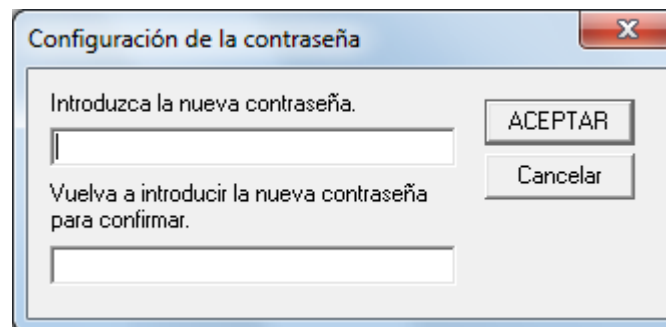 Configuración de la contraseña
Introduzca la nueva contraseña.
ACEPTAR
Cancelar
Vuelva a introducir la nueva contraseña
para confirmar.